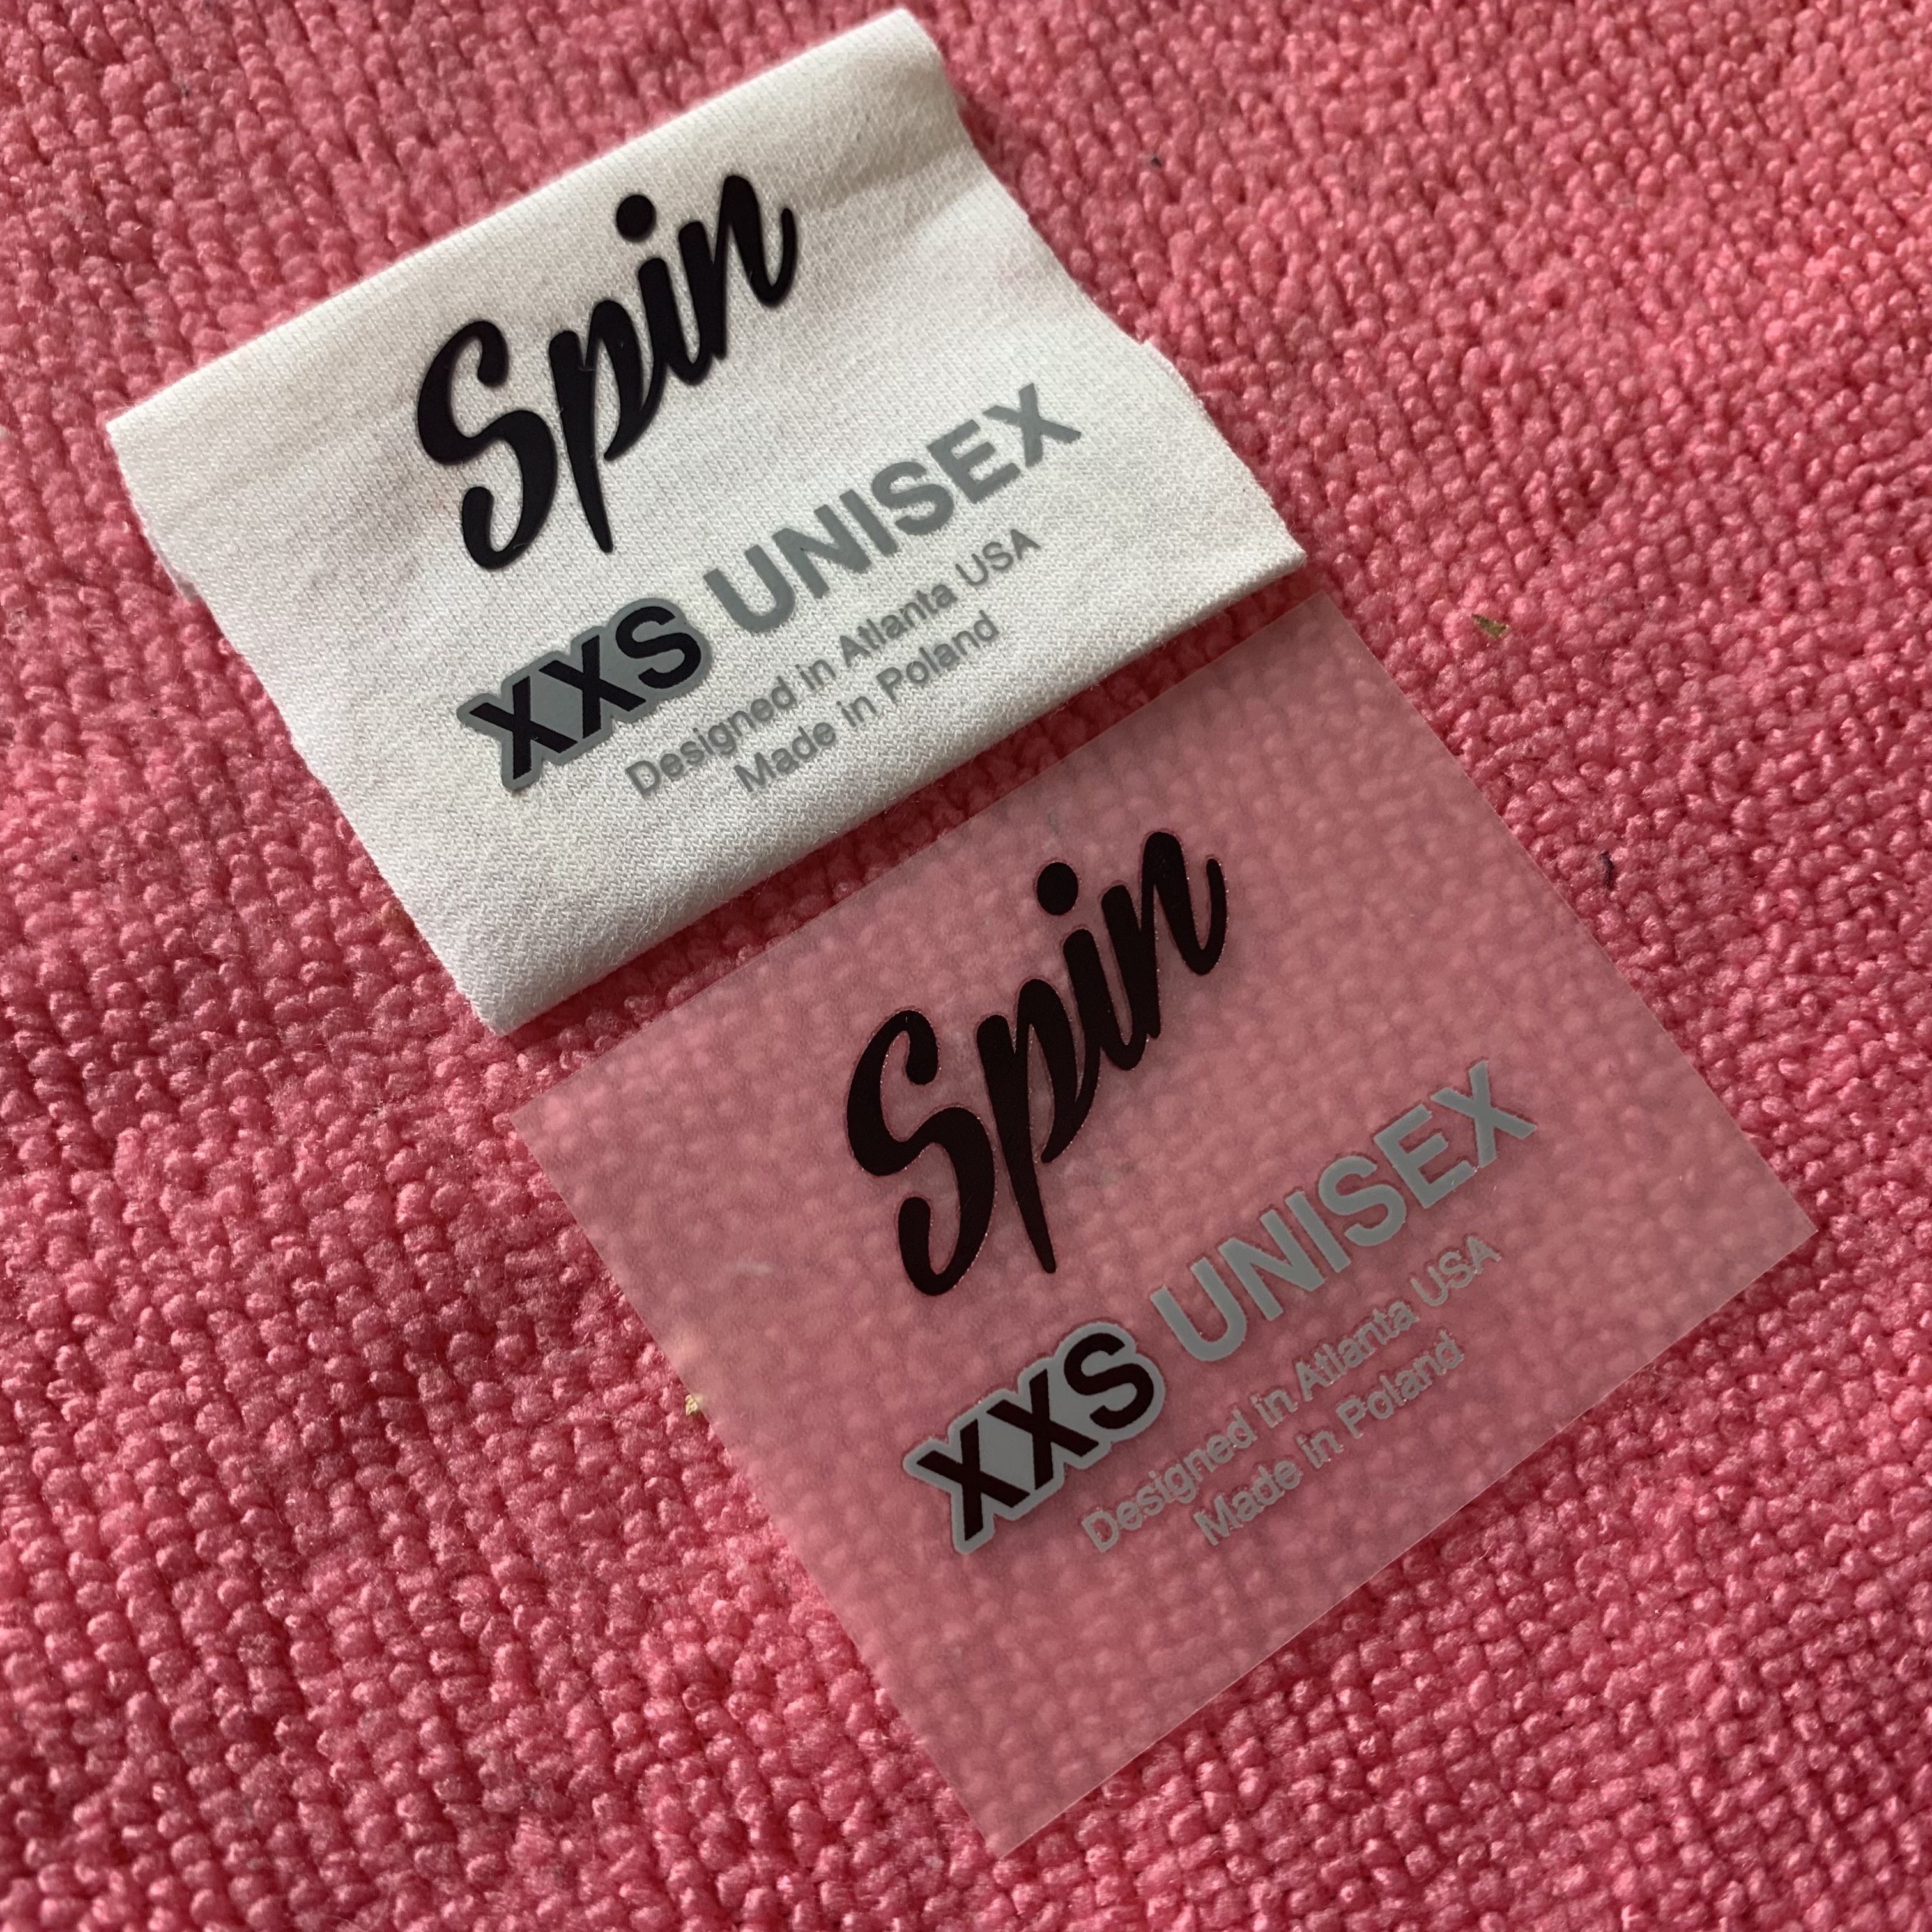 Spin
XXS UNISEX
Designed in Atlanta USA
Made in Poland
Spin
XXS UNISEX
Designed in Atlanta USA
Made in Poland